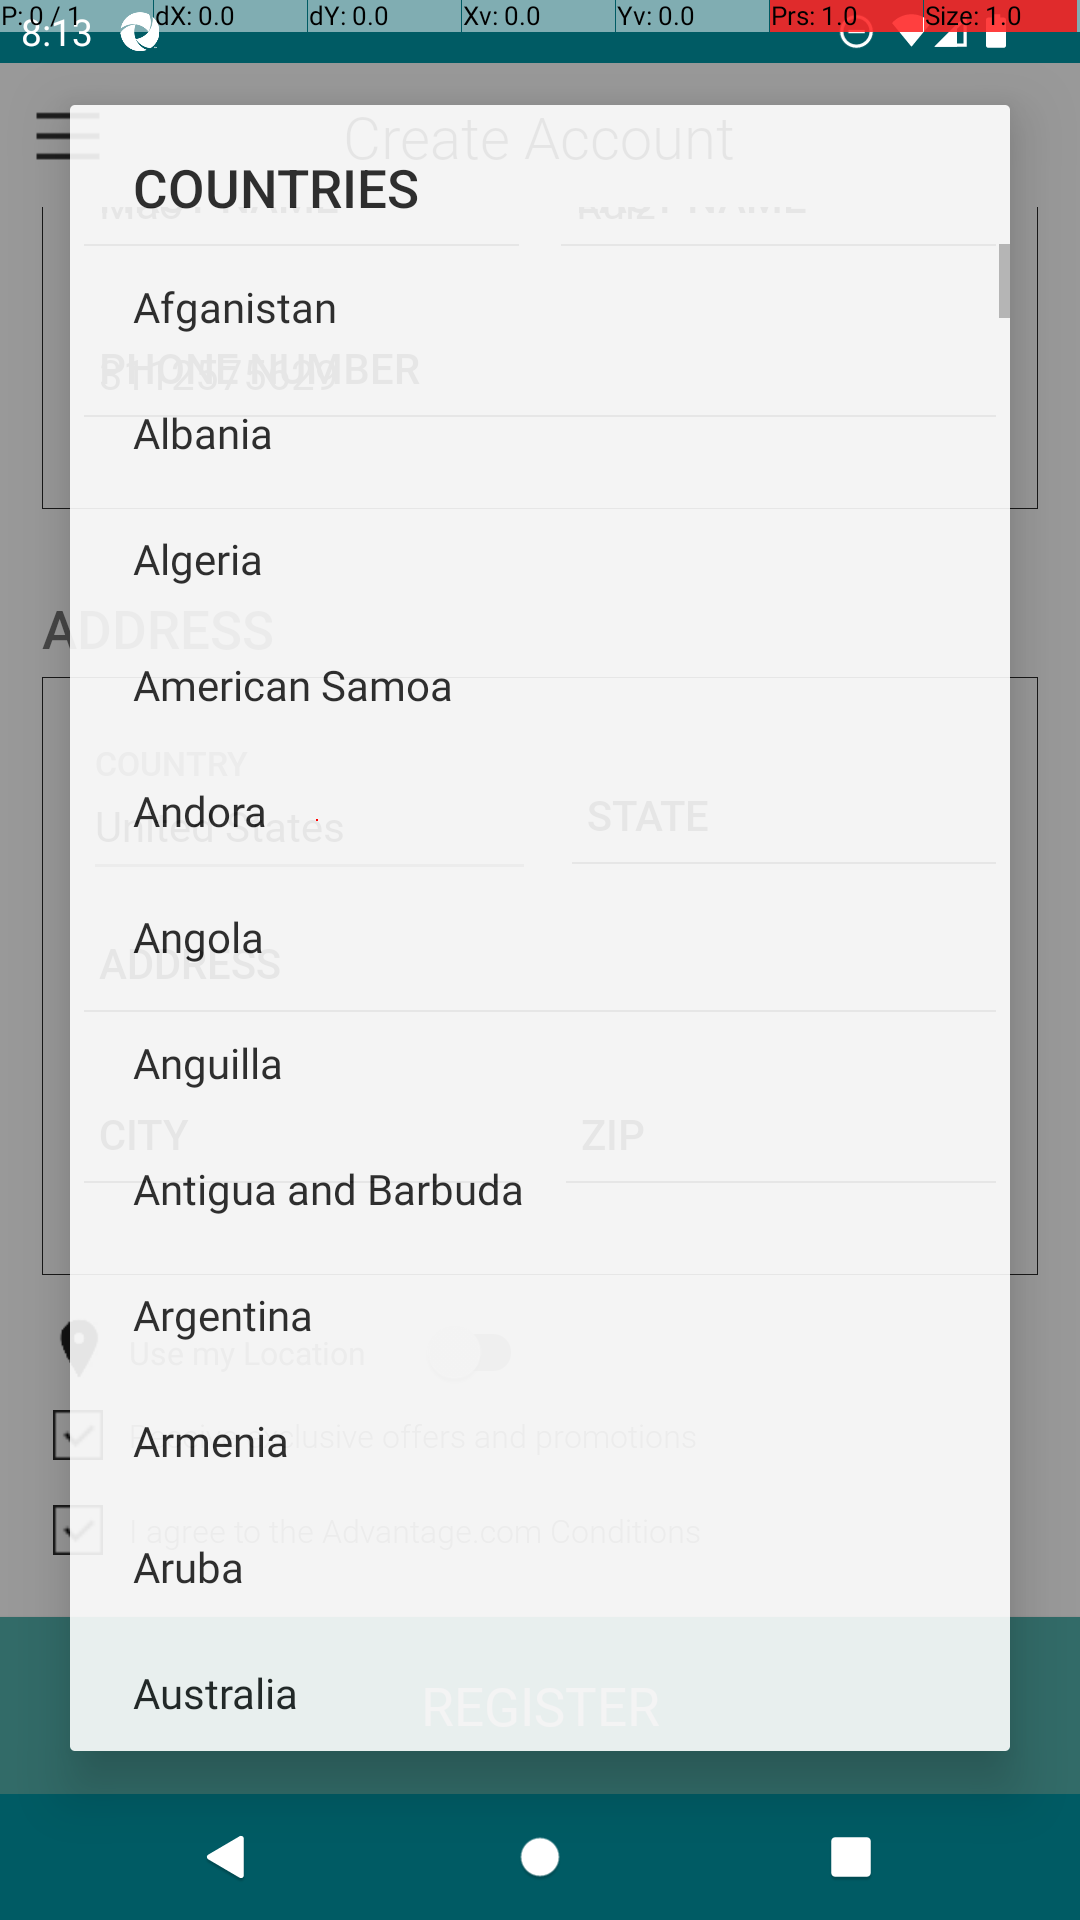 P: 0 / 1 dX: 0.0 dY: 0.0 Xv: 0.0 Yv: 0.0 Prs: 1.0 Size: 1.0
8:13
Create Account
COUNTRIES
Afganistan
PHONE NUMBER
8112575629
Albania
Algeria
ADDRESS
American Samoa
COUNTRY
Andora
United States
STATE
Angola
ADDRESS
Anguilla
CITY ZIP
Antigua and Barbuda
Argentina
Use my Location
Armenia
exclusive offers and promotions
I agree to the Advantage.com Conditions
Aruba
Australia
REGISTER